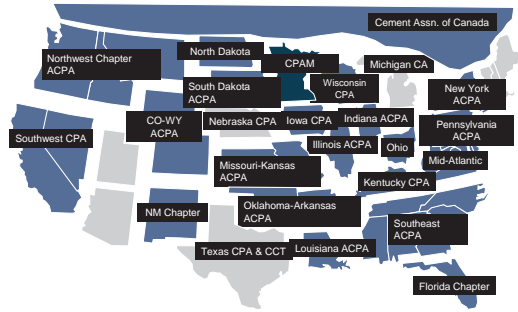 Cement Assn. of Canada
North Dakota
Northwest Chapter
ACPA
CPAM
Michigan CA
South Dakota
ACPA
Wisconsin
CPA
New York
ACPA
CO-WY
ACPA
Nebraska CPA
Iowa CPA
Indiana ACPA
Pennsylvania
ACPA
Southwest CPA
Illinois ACPA
Ohio
Mid-Atlantic
Missouri-Kansas
ACPA
Kentucky CPA
NM Chapter
Oklahoma-Arkansas
ACPA
Southeast
ACPA
Texas CPA & CCT
Louisiana ACPA
Florida Chapter